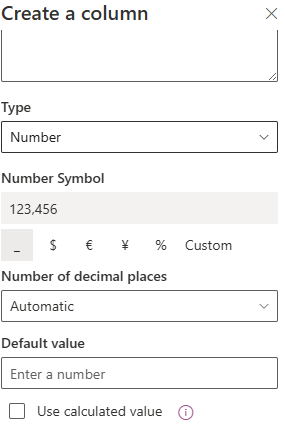 Create a column
Type
Number
Number Symbol
123,456
_ $ € ¥ % Custom
Number of decimal places
Automatic
Default value
Enter a number
Use calculated value